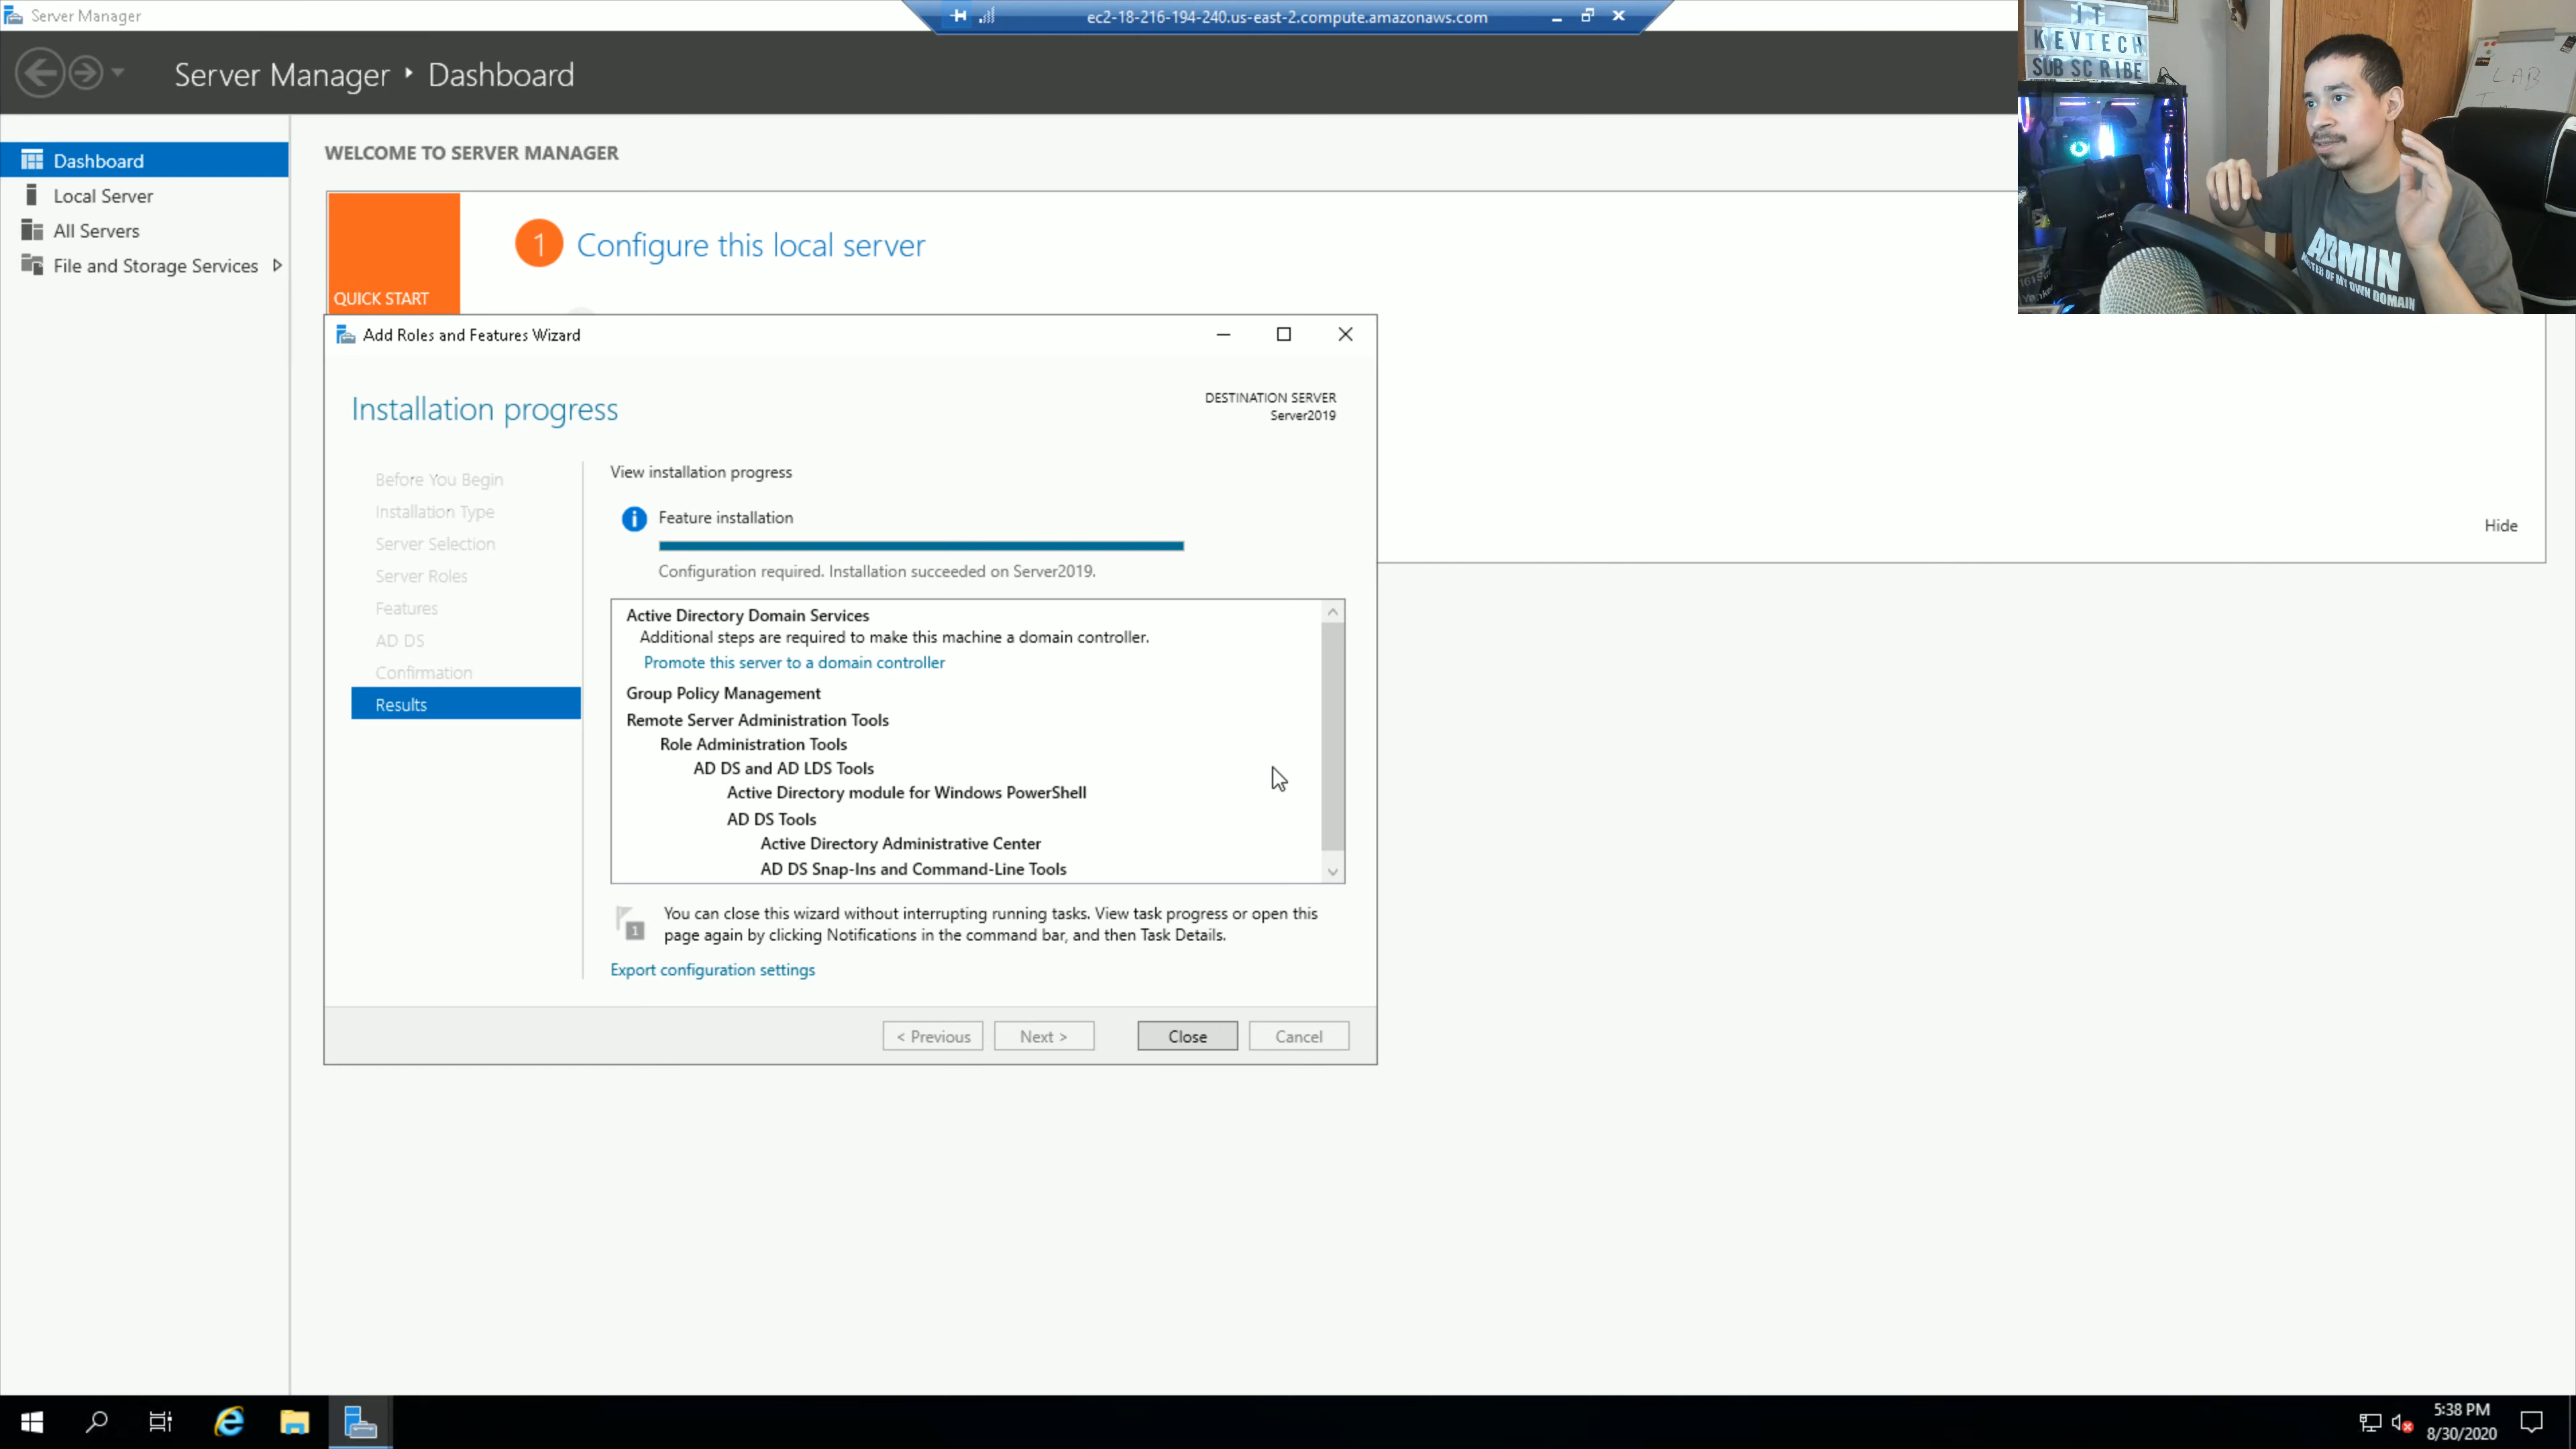 Server Manager
ec2-18-216-194-240.us-east-2.compute.amazonaws.com
Server Manager ‣ Dashboard
IT
KEVTECH
SUBSCRIBE
LAB
ADMIN
MASTER OF MY OWN DOMAIN
Dashboard
Local Server
All Servers
File and Storage Services
WELCOME TO SERVER MANAGER
QUICK START
1 Configure this local server
Hide
Add Roles and Features Wizard
Installation progress
DESTINATION SERVER
Server2019
Before You Begin
Installation Type
Server Selection
Server Roles
Features
AD DS
Confirmation
Results
View installation progress
Feature installation
Configuration required. Installation succeeded on Server2019.
Active Directory Domain Services
Additional steps are required to make this machine a domain controller.
Promote this server to a domain controller
Group Policy Management
Remote Server Administration Tools
Role Administration Tools
AD DS and AD LDS Tools
Active Directory module for Windows PowerShell
AD DS Tools
Active Directory Administrative Center
AD DS Snap-Ins and Command-Line Tools
1
You can close this wizard without interrupting running tasks. View task progress or open this
page again by clicking Notifications in the command bar, and then Task Details.
Export configuration settings
< Previous
Next >
Close
Cancel
5:38 PM
8/30/2020